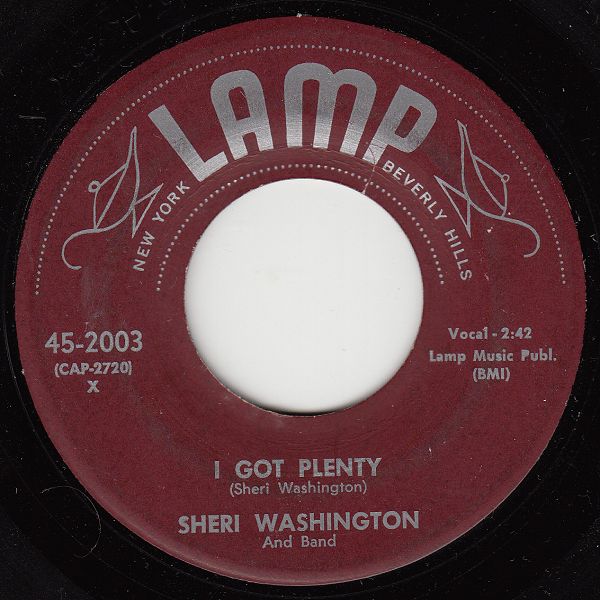 LAMP
NEW YORK
BEVERLY HILLS
45-2003
(CAP-2720)
X
Vocal - 2:42
Lamp Music Publ.
(BMI)
I GOT PLENTY
(Sheri Washington)
SHERI WASHINGTON
And Band